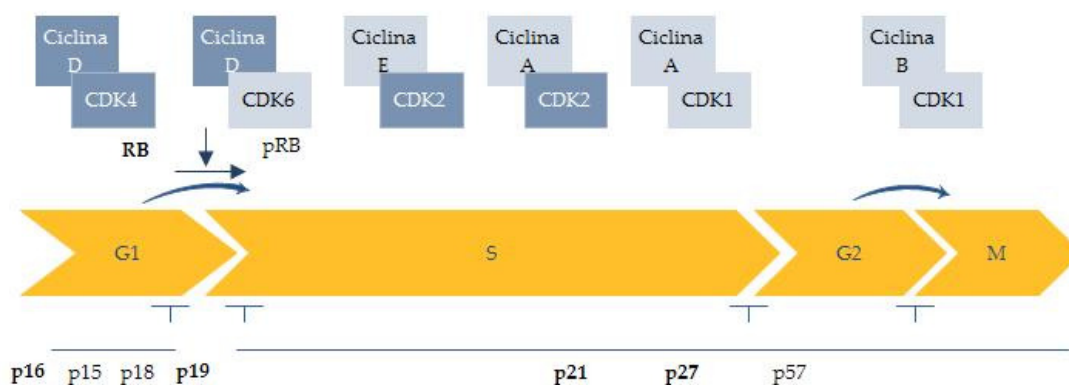 Ciclina
D
CDK4
Ciclina
D
CDK6
Ciclina
E
CDK2
Ciclina
A
CDK2
Ciclina
A
CDK1
Ciclina
B
CDK1
RB
pRB
G1
S
G2
M
p16 p15 p18 p19 p21 p27 p57